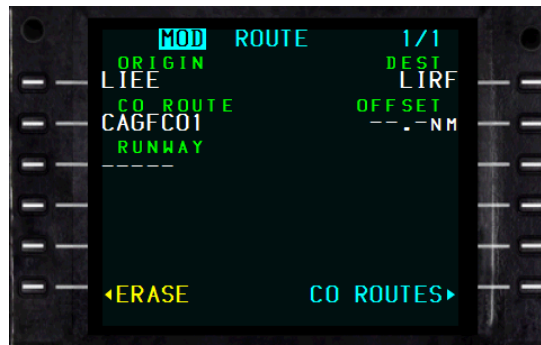 MOD ROUTE 1/1
ORIGIN DEST
LIEE LIRF
CO ROUTE OFFSET
CAGFCO1 --.-NM
RUNWAY
-----
◂ERASE CO ROUTES▸